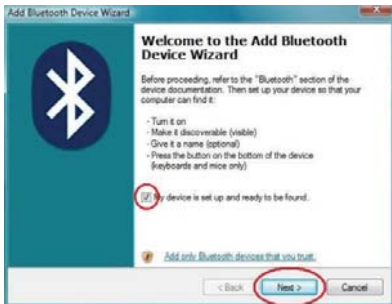 Add Bluetooth Device Wizard
Welcome to the Add Bluetooth
Device Wizard
Before proceeding, refer to the "Bluetooth" section of the
device documentation. Then set up your device so that your
computer can find it:
- Turn it on
- Make it discoverable (visible)
- Give it a name (optional)
- Press the button on the bottom of the device
(keyboards and mice only)
My device is set up and ready to be found.
Add only Bluetooth devices that you trust.
< Back Next > Cancel